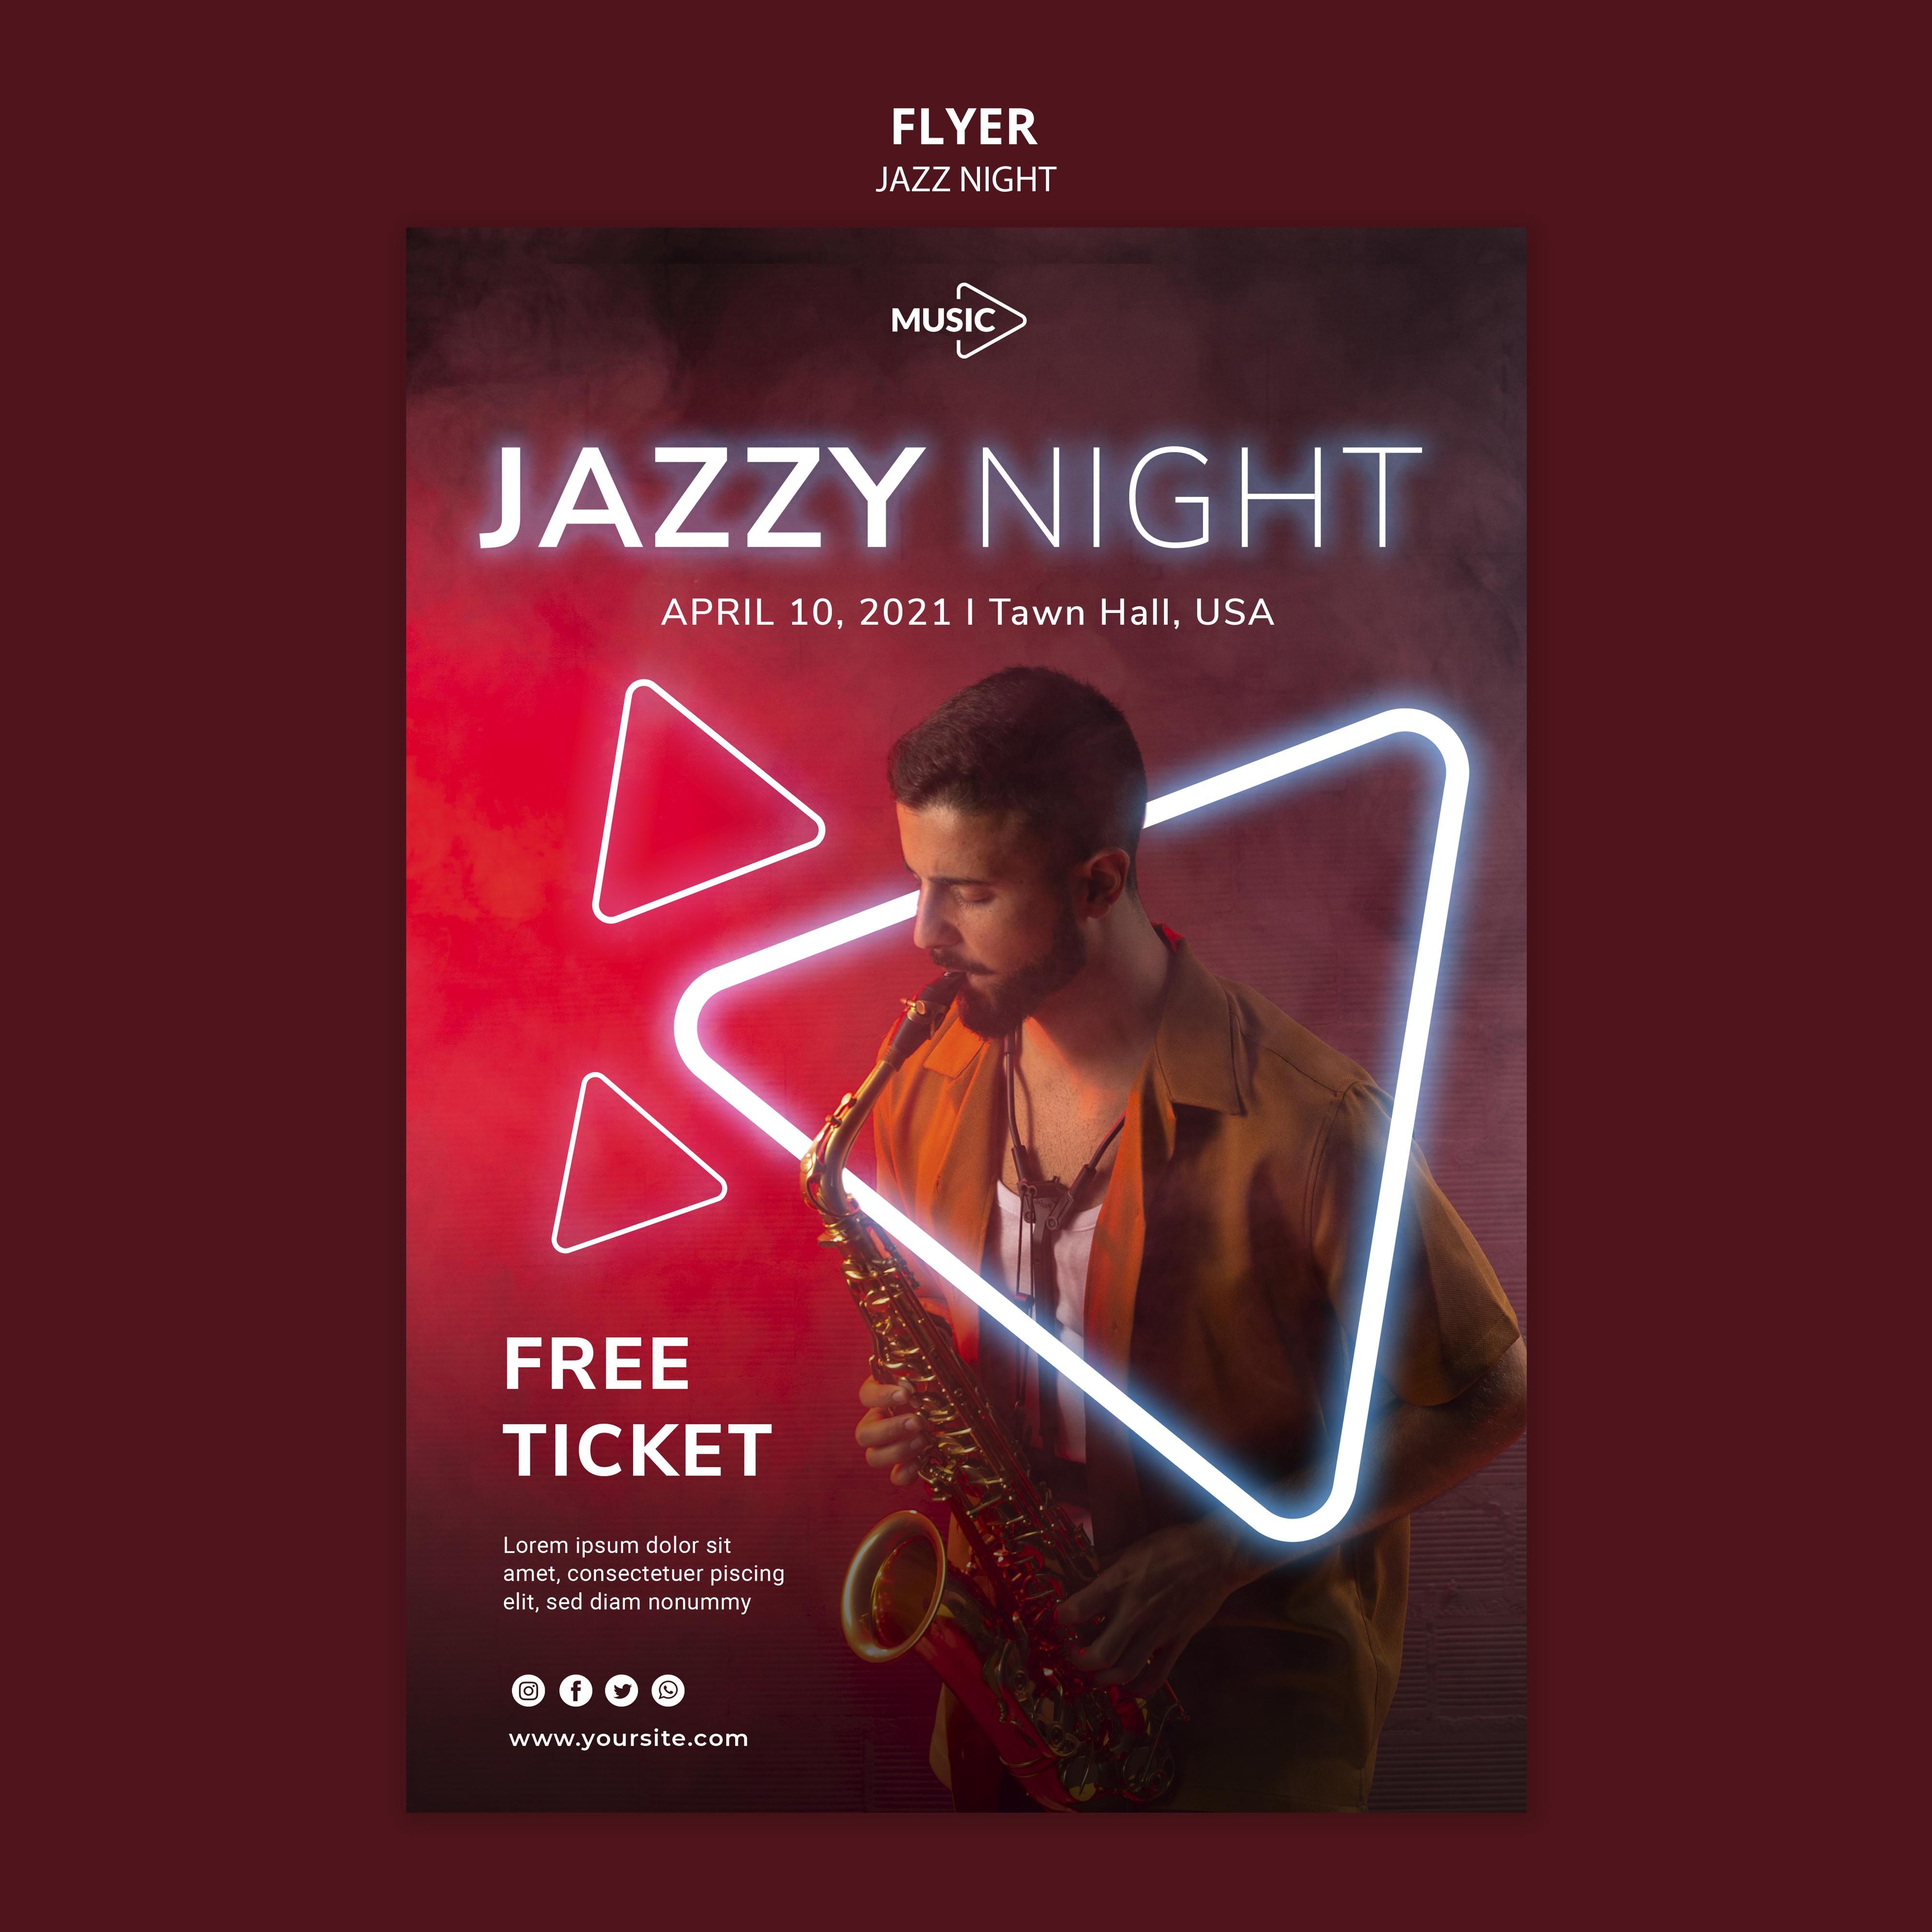 FLYER
JAZZ NIGHT
MUSIC
JAZZY NIGHT
APRIL 10, 2021 I Tawn Hall, USA
FREE
TICKET
Lorem ipsum dolor sit
amet, consectetuer piscing
elit, sed diam nonummy
www.yoursite.com